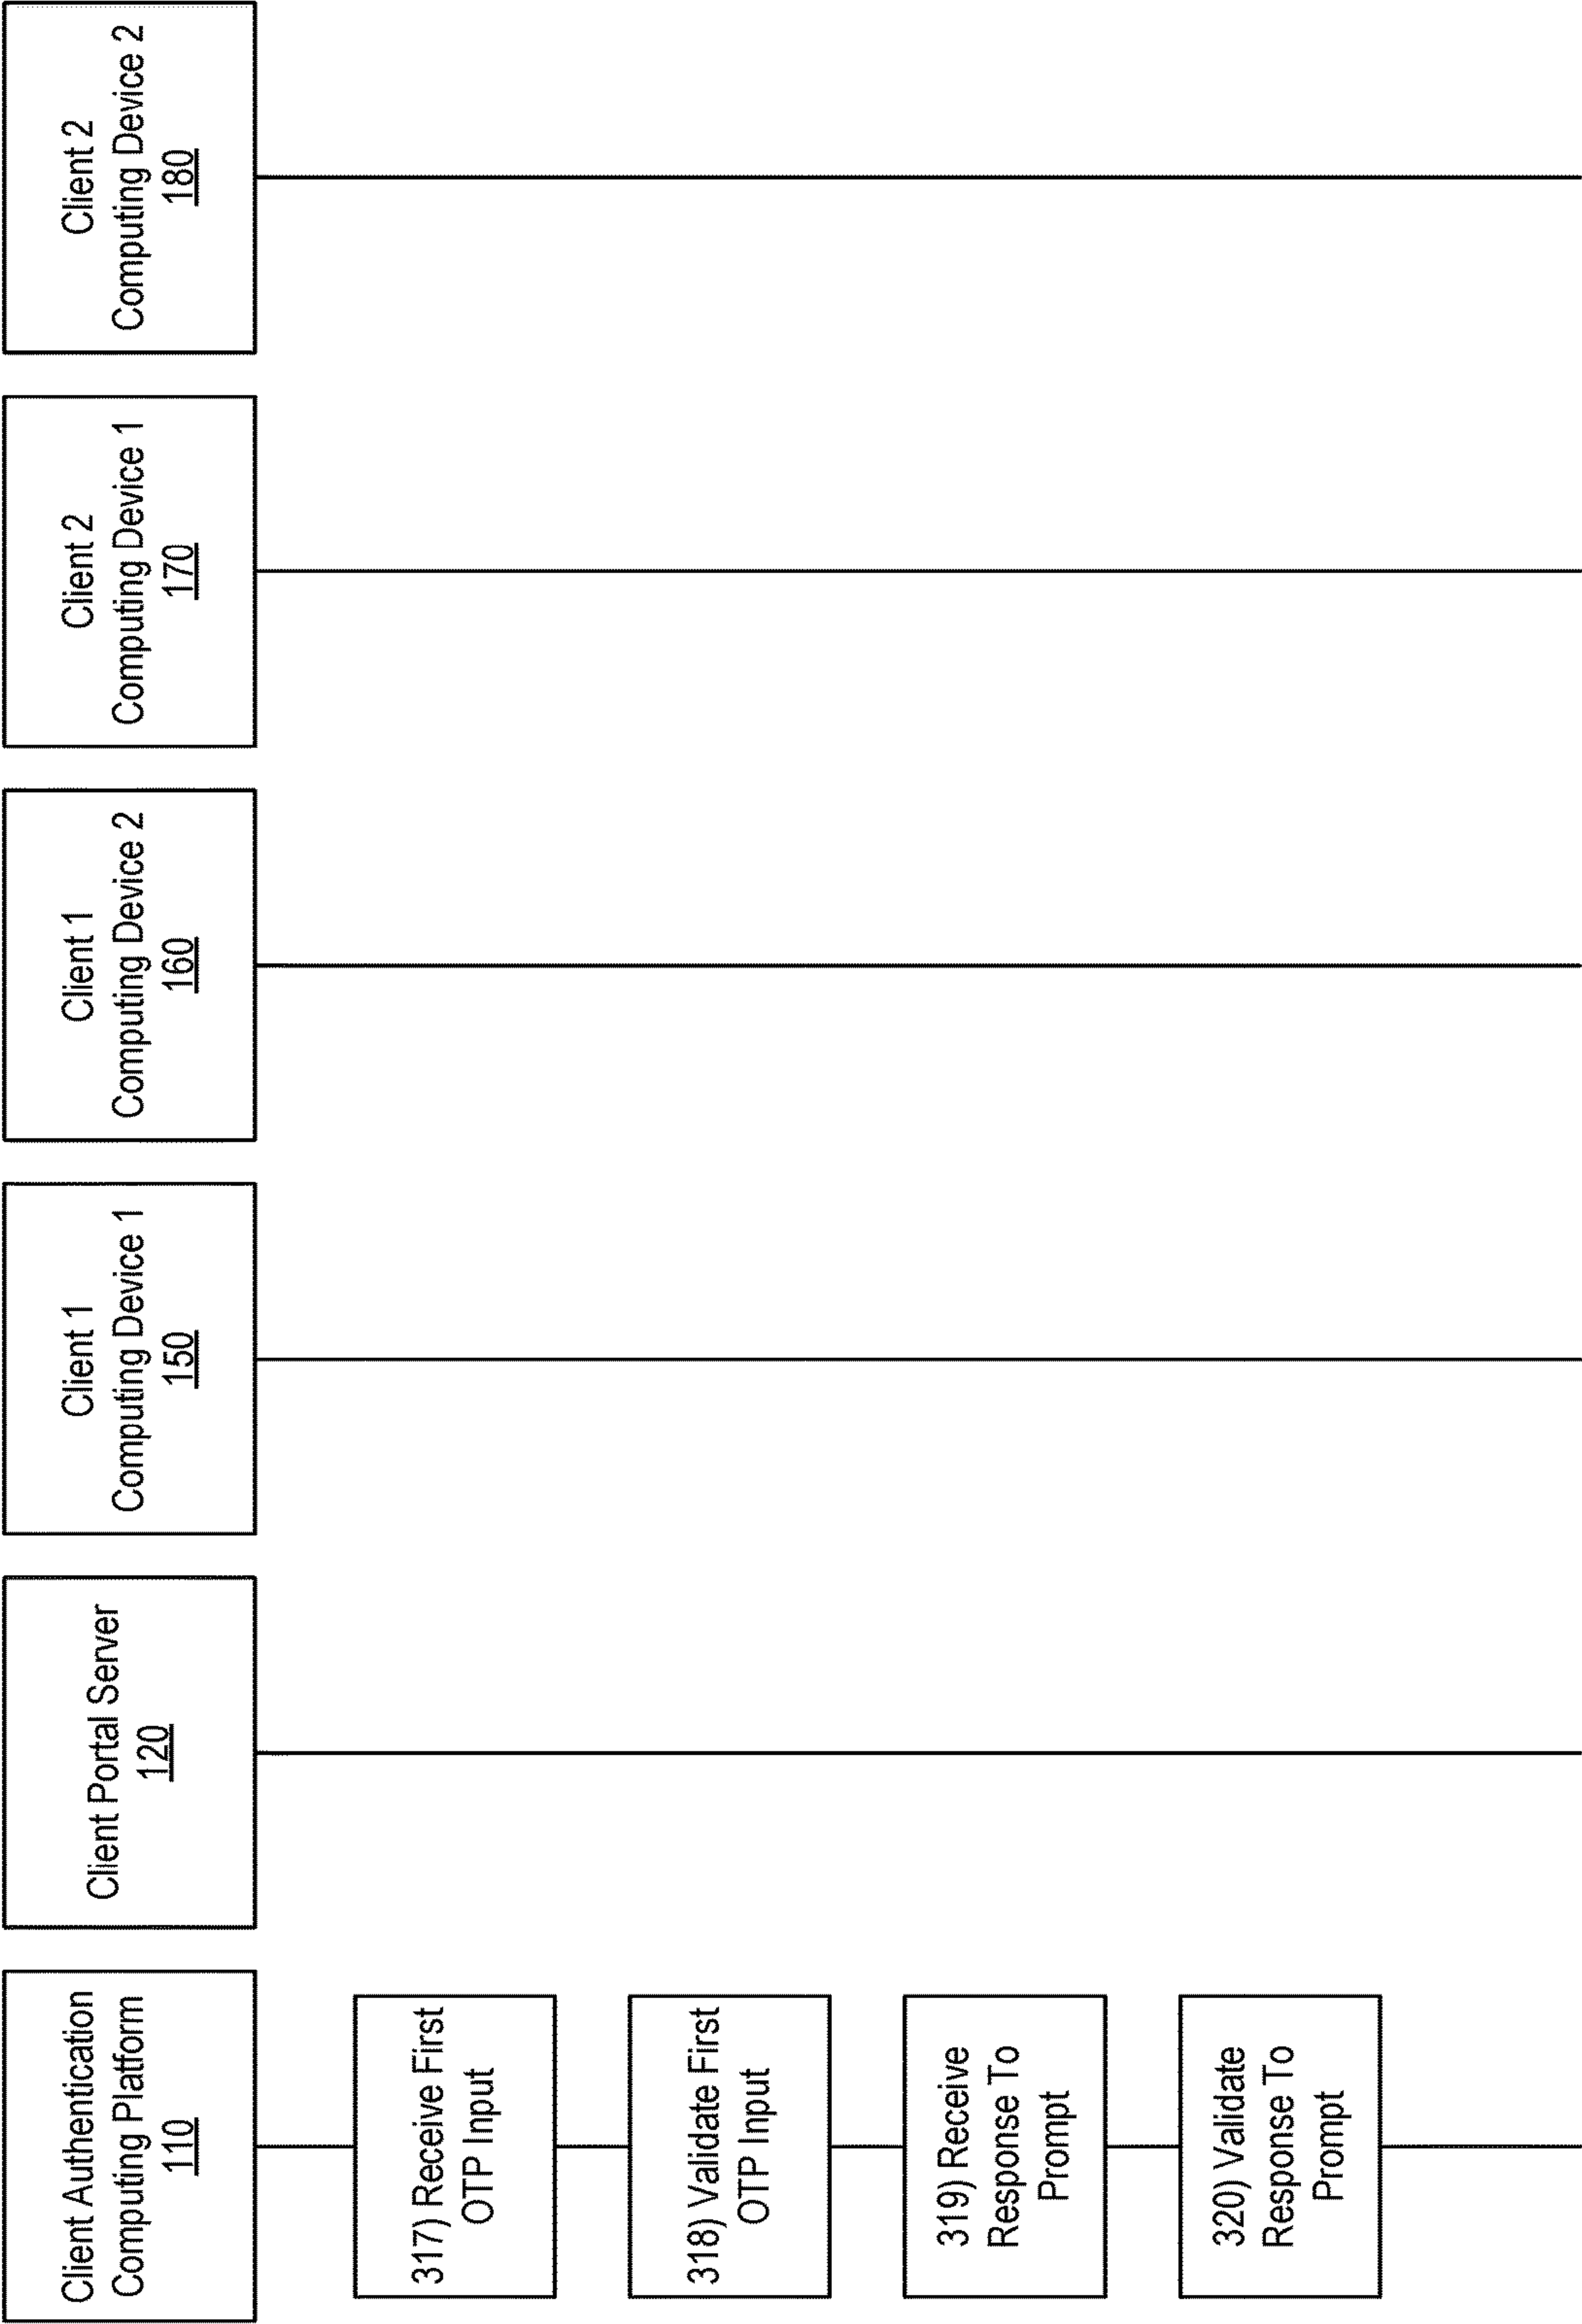 Client Authentication
Computing Platform
110
Client Portal Server
120
Client 1
Computing Device 1
150
Client 1
Computing Device 2
160
Client 2
Computing Device 1
170
Client 2
Computing Device 2
180
317) Receive First
OTP Input
318) Validate First
OTP Input
319) Receive
Response To
Prompt
320) Validate
Response To
Prompt